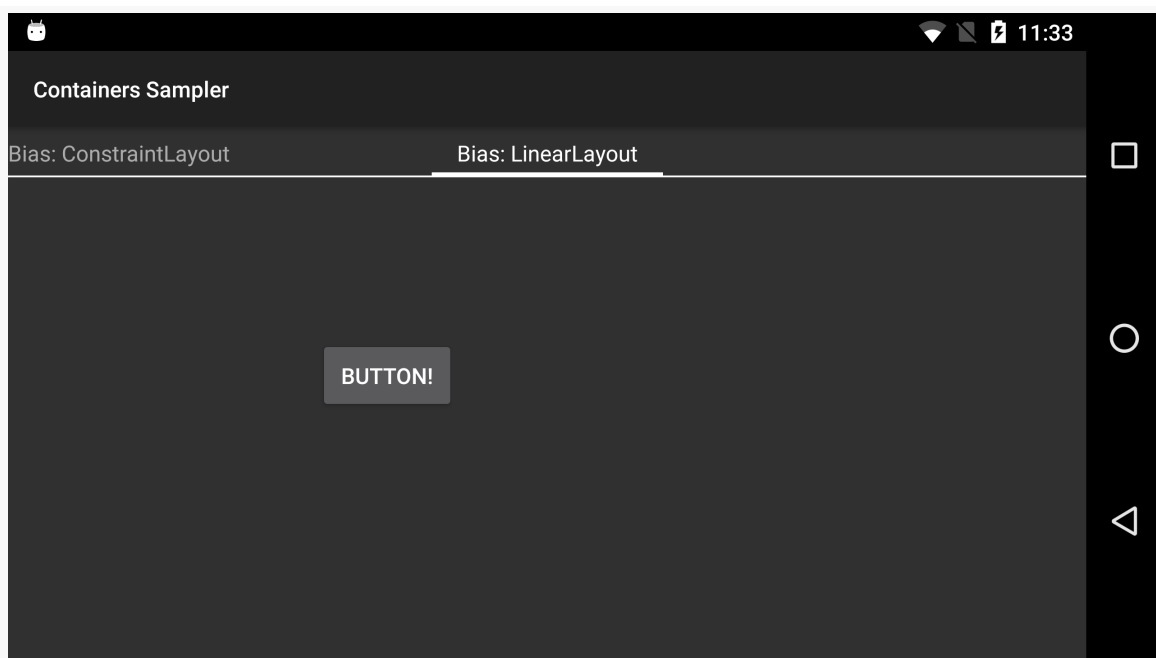 11:33
Containers Sampler
Bias: ConstraintLayout
Bias: LinearLayout
BUTTON!